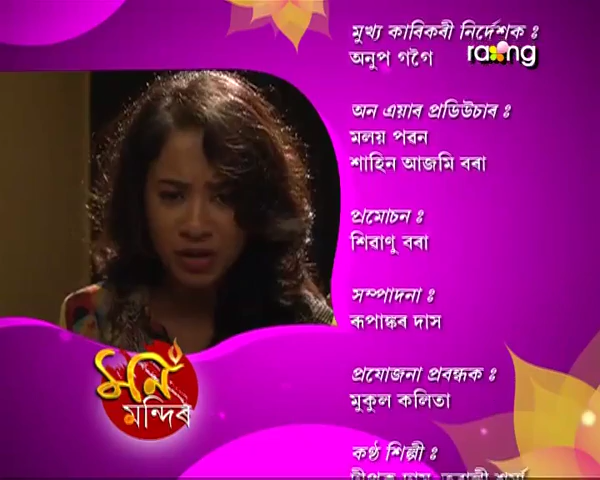 মুখ্য কাৰিকৰী নিৰ্দেশক ঃ
অনুপ গগৈ
rang
অন এয়াৰ প্ৰডিউচাৰ ঃ
মলয় পৱন
শাহিন আজমি বৰা
প্ৰমোচন ঃ
শিৱাণু বৰা
সম্পাদনা ঃ
ৰূপাঙ্কৰ দাস
প্ৰযোজনা প্ৰবন্ধক ঃ
মুকুল কলিতা
কণ্ঠ শিল্পী ঃ
মন
মন্দিৰ